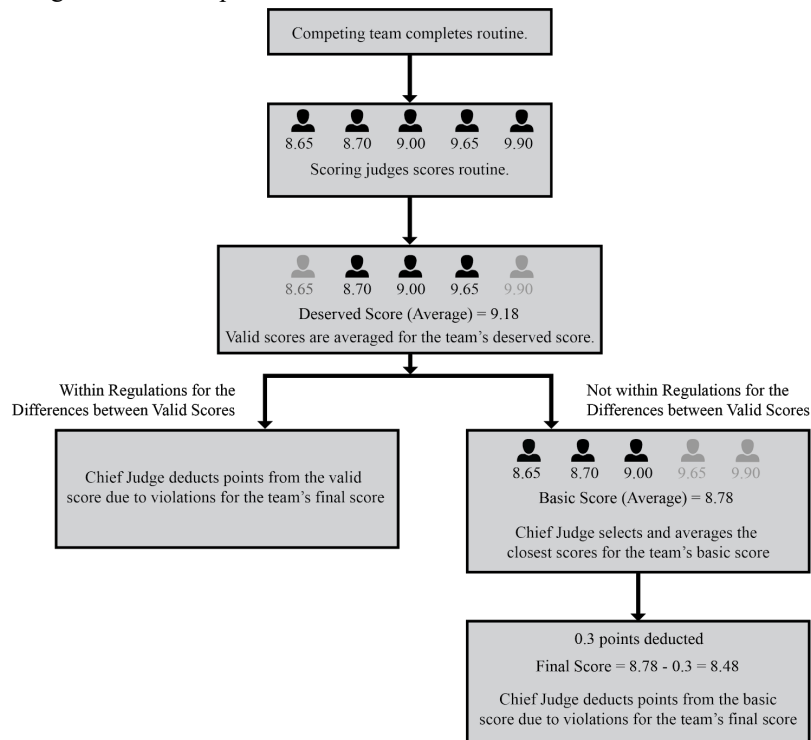 Competing team completes routine.
8.65 8.70 9.00 9.65 9.90
Scoring judges scores routine.
8.65 8.70 9.00 9.65 9.90
Deserved Score (Average) = 9.18
Valid scores are averaged for the team's deserved score.
Within Regulations for the
Differences between Valid Scores
Not within Regulations for the
Differences between Valid Scores
Chief Judge deducts points from the valid
score due to violations for the team's final score
8.65 8.70 9.00 9.65 9.90
Basic Score (Average) = 8.78
Chief Judge selects and averages the
closest scores for the team's basic score
0.3 points deducted
Final Score = 8.78 - 0.3 = 8.48
Chief Judge deducts points from the basic
score due to violations for the team's final score